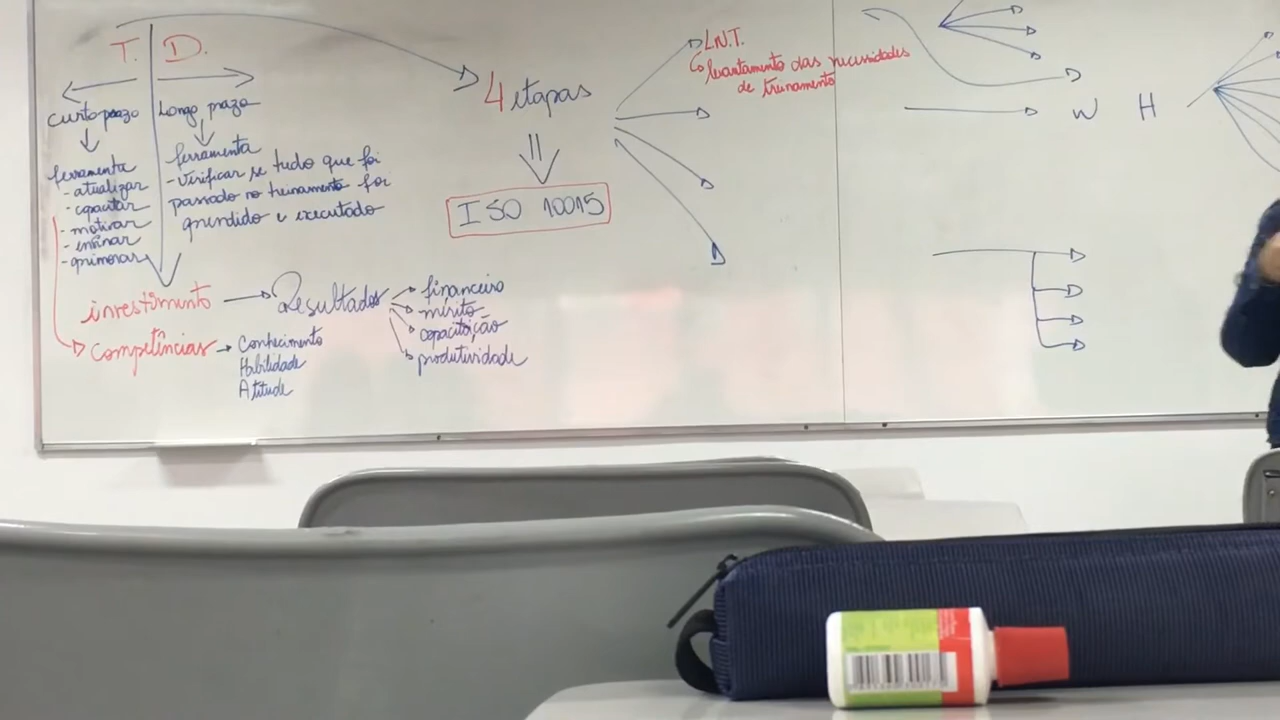 T. D.
curto prazo
ferramenta
- atualizar
- capacitar
- motivar
- ensinar
- aprimorar
Longo prazo
ferramenta
- Verificar se tudo que foi
passado no treinamento foi
aprendido e executado
investimento
Resultados
financeiro
mérito
capacitação
produtividade
competências
Conhecimento
Habilidade
Atitude
4 etapas
ISO 10015
L.N.T.
levantamento das necessidades
de treinamento
W H